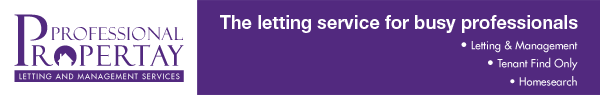 PROFESSIONAL
PROPERTAY
LETTING AND MANAGEMENT SERVICES
The letting service for busy professionals
• Letting & Management
• Tenant Find Only
• Homesearch